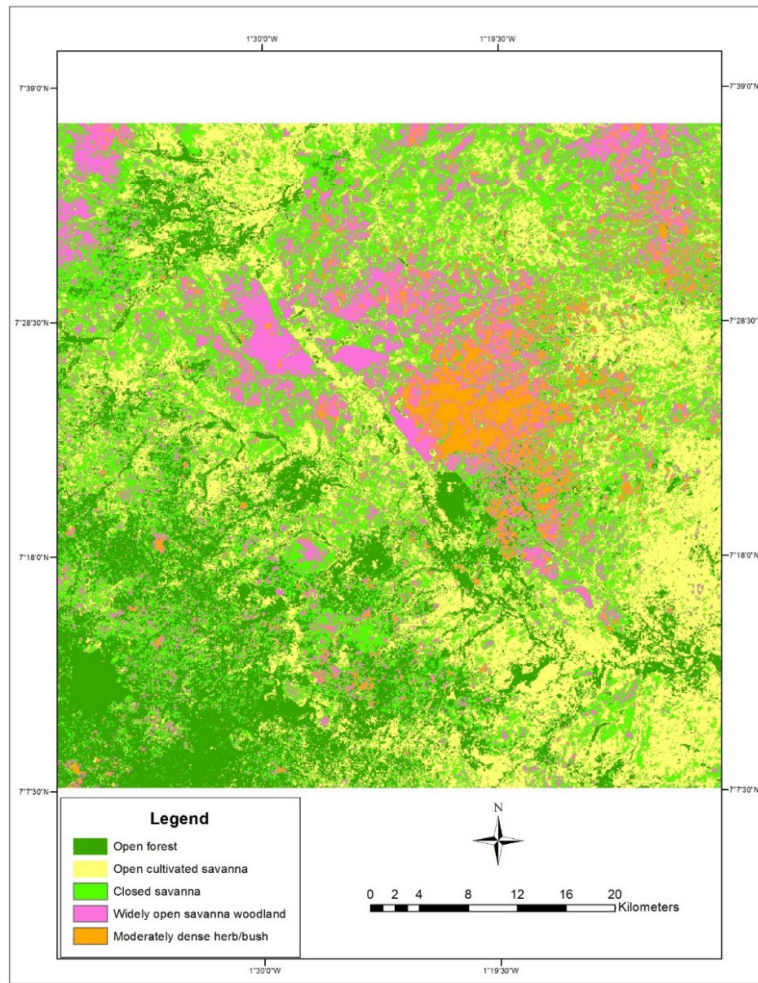 1°30'0"W 1°19'30"W
7°39'0"N 7°39'0"N
7°28'30"N 7°28'30"N
7°18'0"N 7°18'0"N
7°7'30"N 7°7'30"N
Legend
Open forest
Open cultivated savanna
Closed savanna
Widely open savanna woodland
Moderately dense herb/bush
N
0 2 4 8 12 16 20
Kilometers
1°30'0"W 1°19'30"W